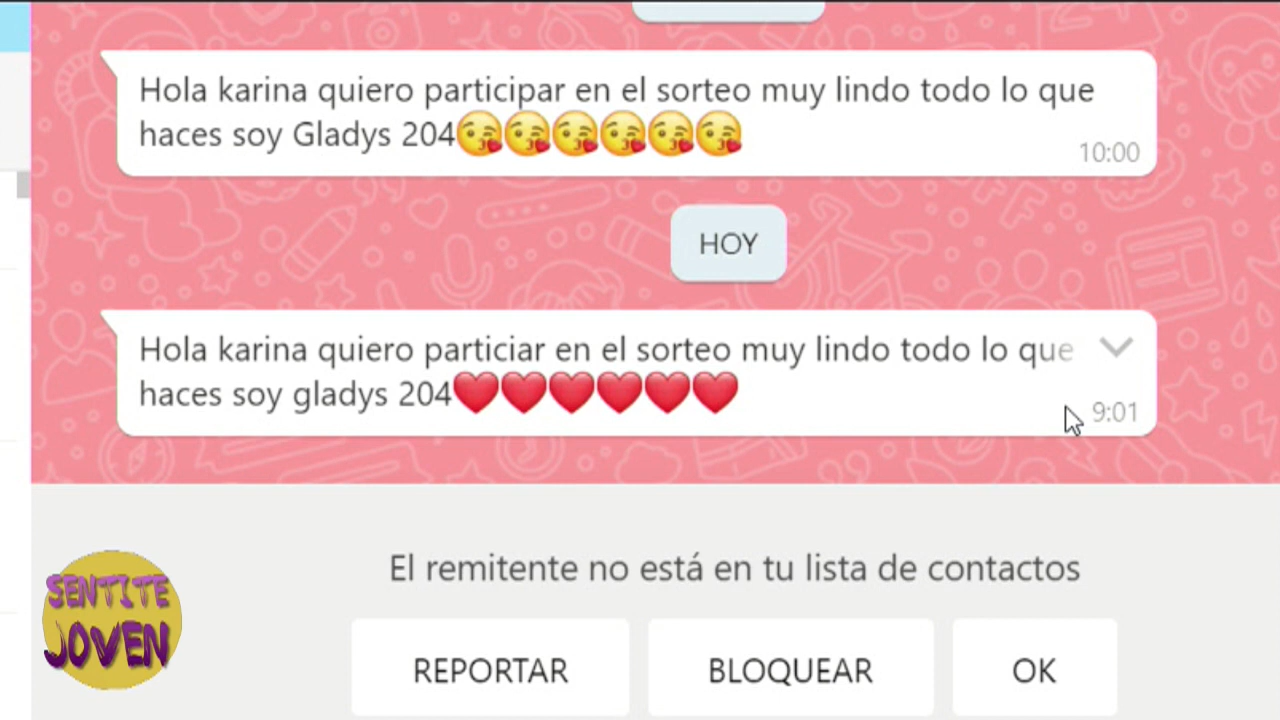 Hola karina quiero participar en el sorteo muy lindo todo lo que
haces soy Gladys 204😘😘😘😘😘😘
10:00
HOY
Hola karina quiero particiar en el sorteo muy lindo todo lo que
haces soy gladys 204❤️❤️❤️❤️❤️❤️
9:01
El remitente no está en tu lista de contactos
REPORTAR BLOQUEAR OK
SENTITE
JOVEN